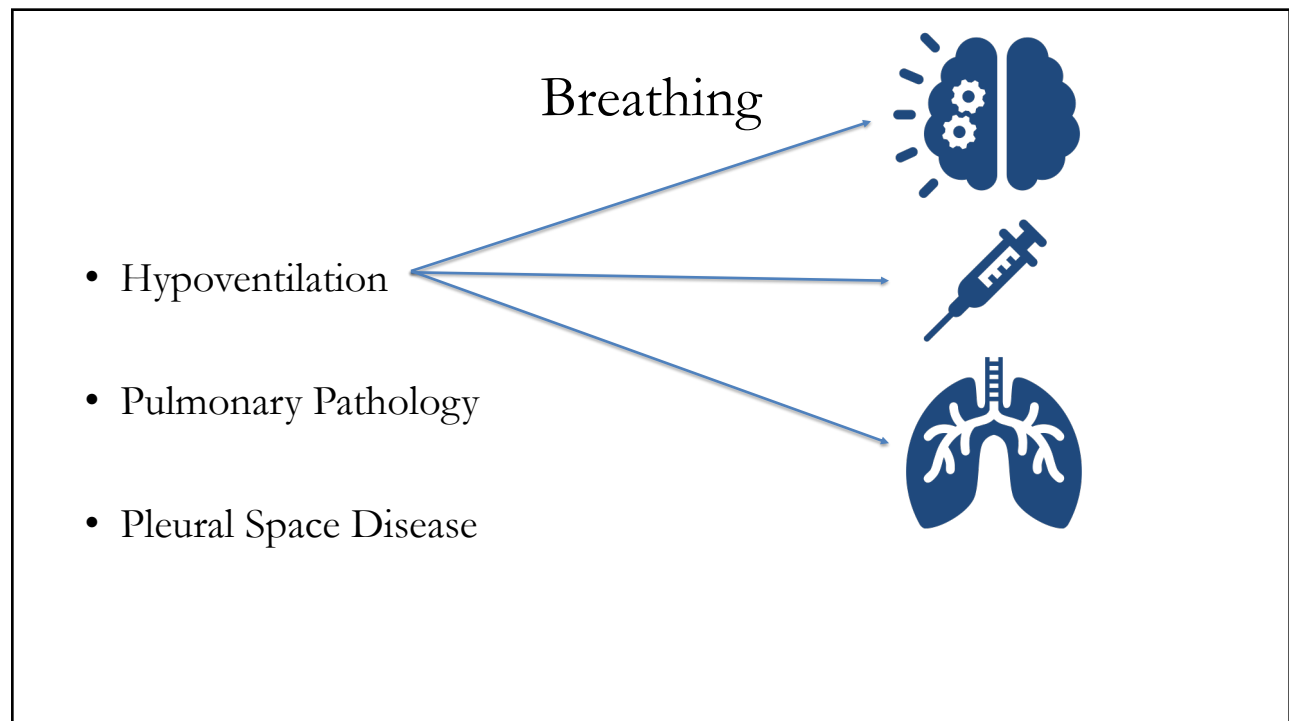 Breathing
• Hypoventilation
• Pulmonary Pathology
• Pleural Space Disease